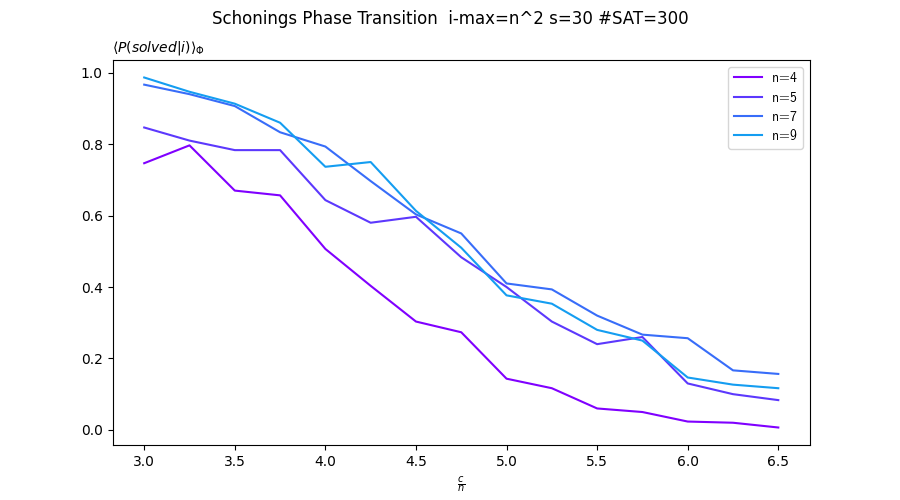 Schonings Phase Transition  i-max=n^2 s=30 #SAT=300
⟨P(solved|i)⟩Φ
n=4
n=5
n=7
n=9
1.0
0.8
0.6
0.4
0.2
0.0
3.0 3.5 4.0 4.5 5.0 5.5 6.0 6.5
c/n